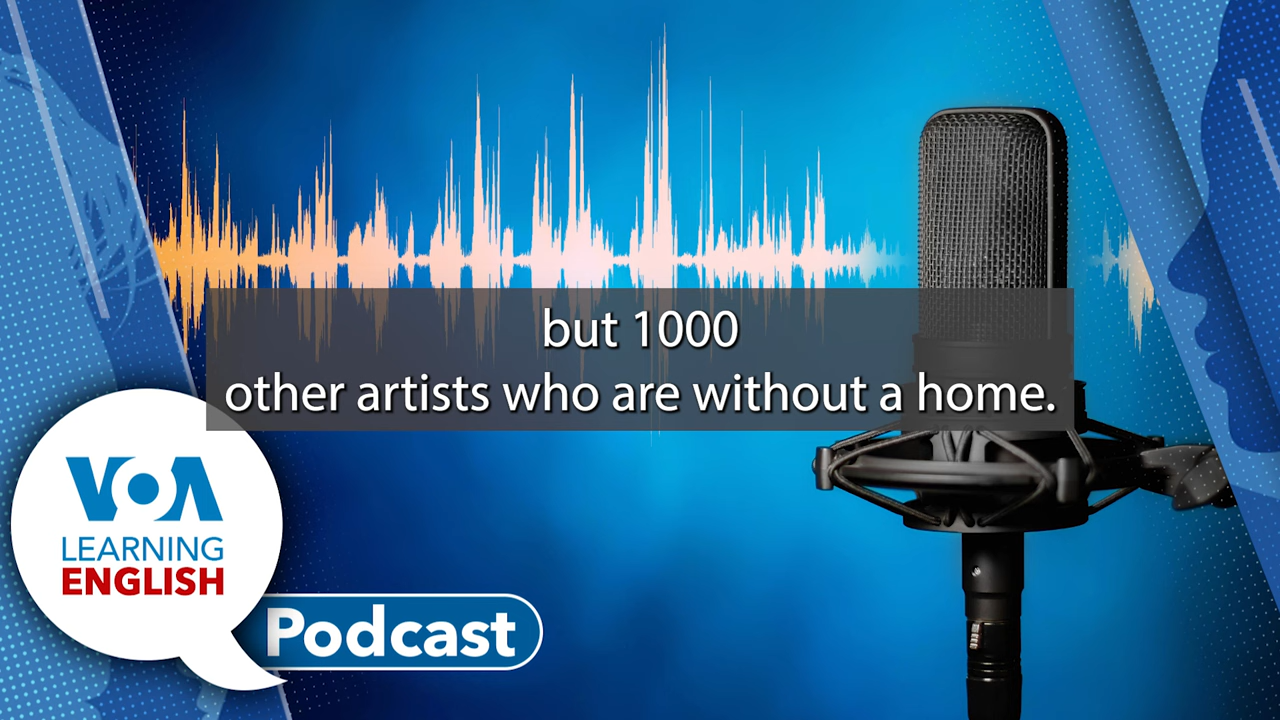 but 1000
other artists who are without a home.
VOA
LEARNING
ENGLISH
Podcast